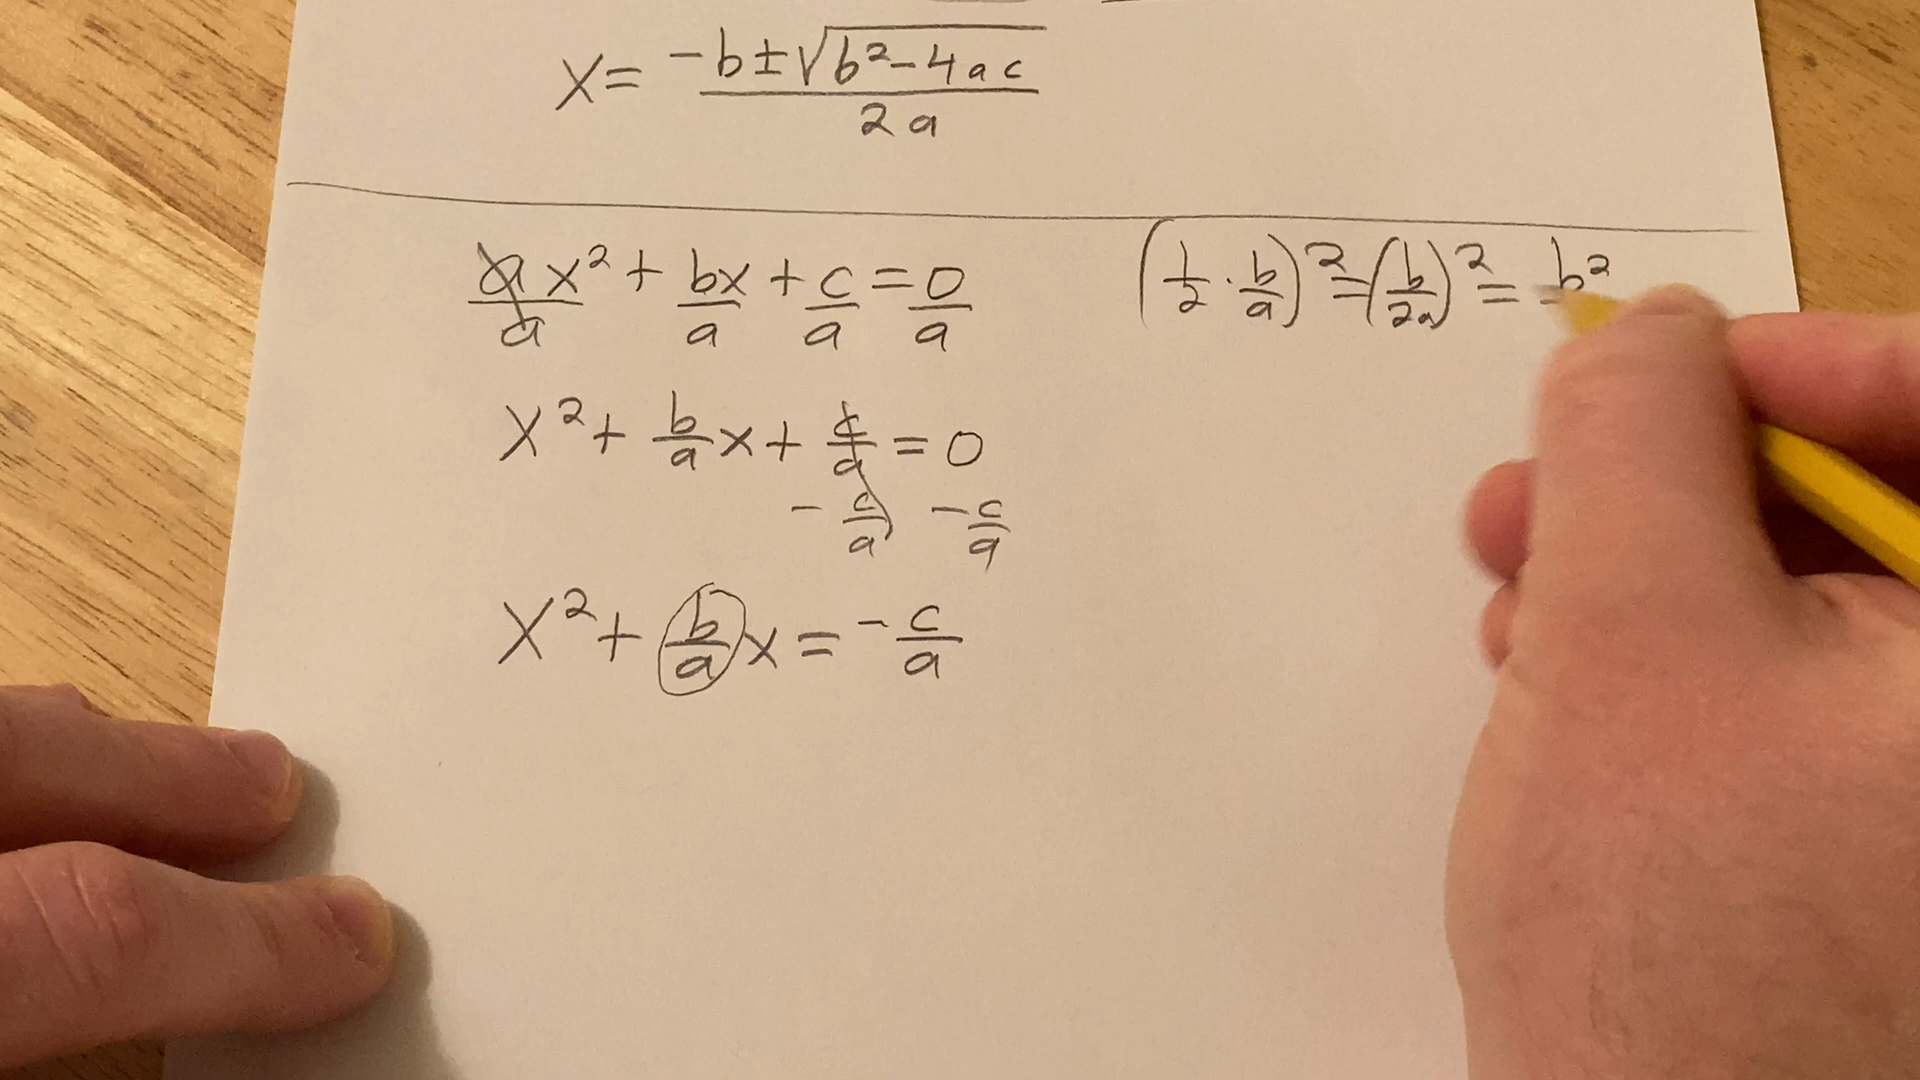 x = (-b ± √(b² - 4ac)) / 2a
ax²/a + bx/a + c/a = 0/a
x² + b/a x + c/a = 0
- c/a - c/a
x² + b/a x = - c/a
(1/2 · b/a)² = (b/2a)² = b²